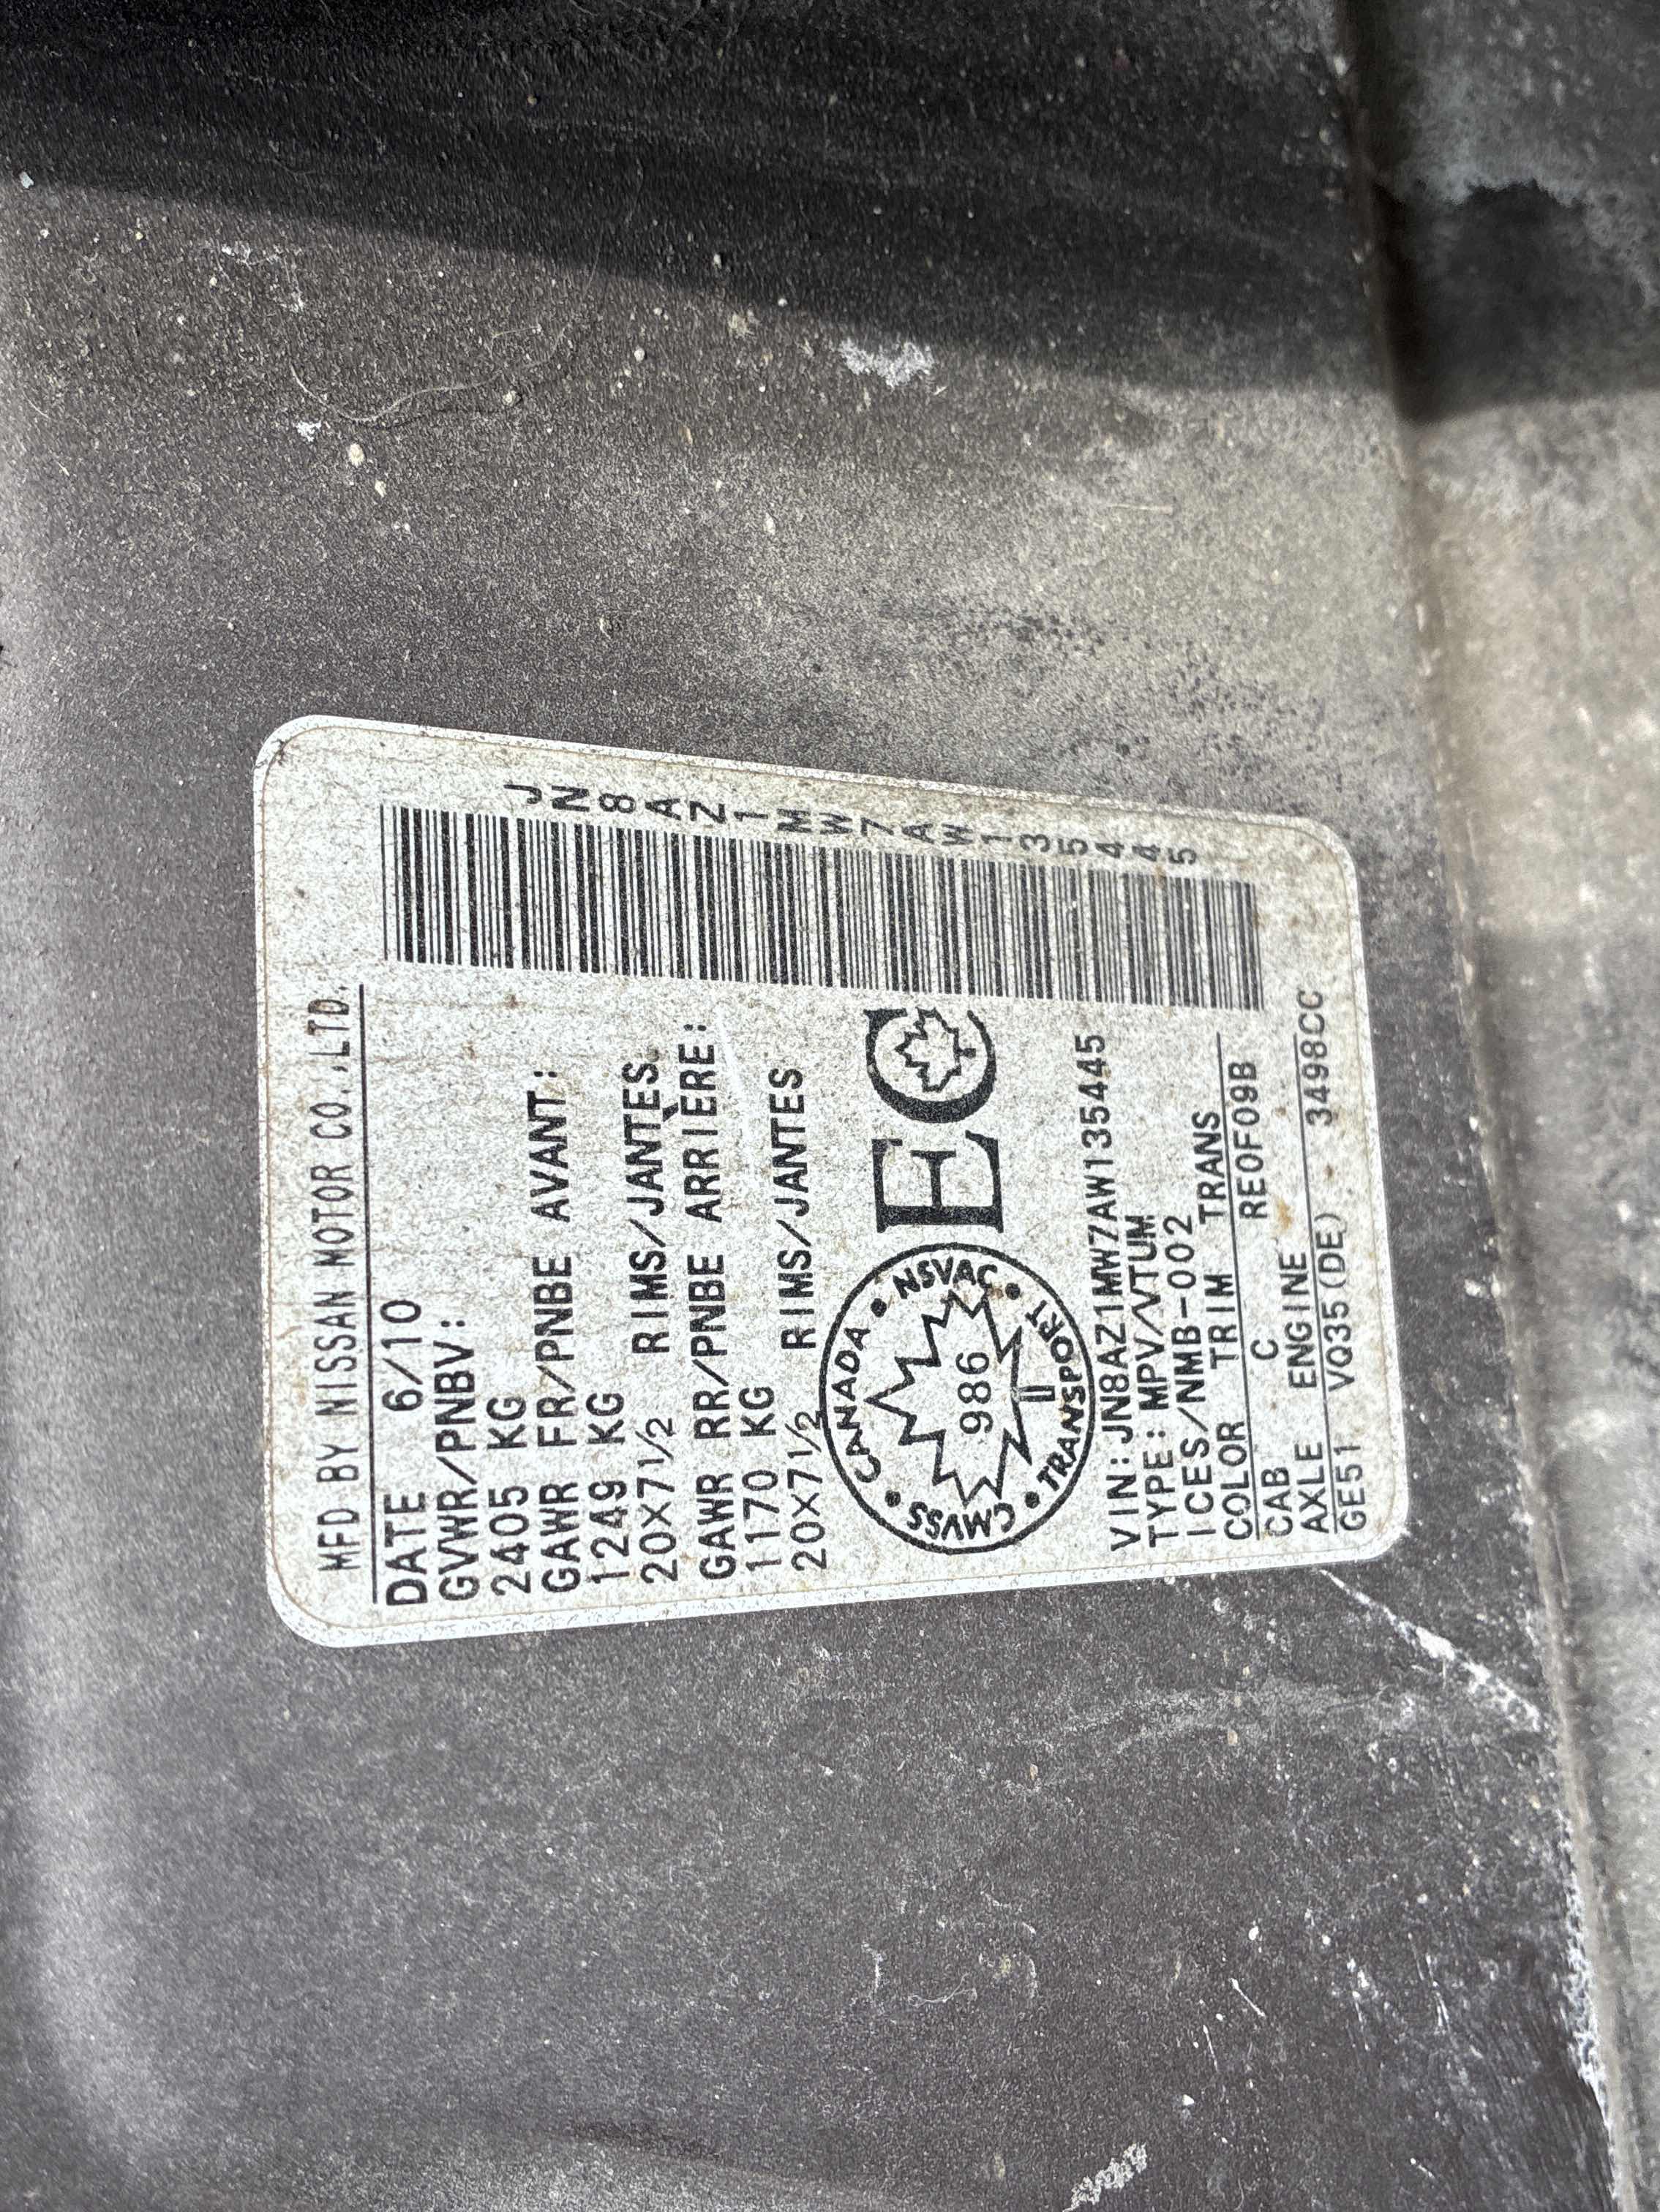 MFD BY NISSAN MOTOR CO.,LTD.
DATE 6/10
GVWR/PNBV:
2405 KG
GAWR FR/PNBE AVANT:
1249 KG
20X7½ RIMS/JANTES
GAWR RR/PNBE ARRIÈRE:
1170 KG
20X7½ RIMS/JANTES
CANADA • NSVAC • TRANSPORT • CMVSS
986
EC
VIN:JN8AZ1MW7AW135445
TYPE:MPV/VTUM
ICES/NMB-002
COLOR TRIM TRANS
CAB C RE0F09B
AXLE ENGINE
GE51 VQ35(DE) 3498CC
JN8AZ1MW7AW135445